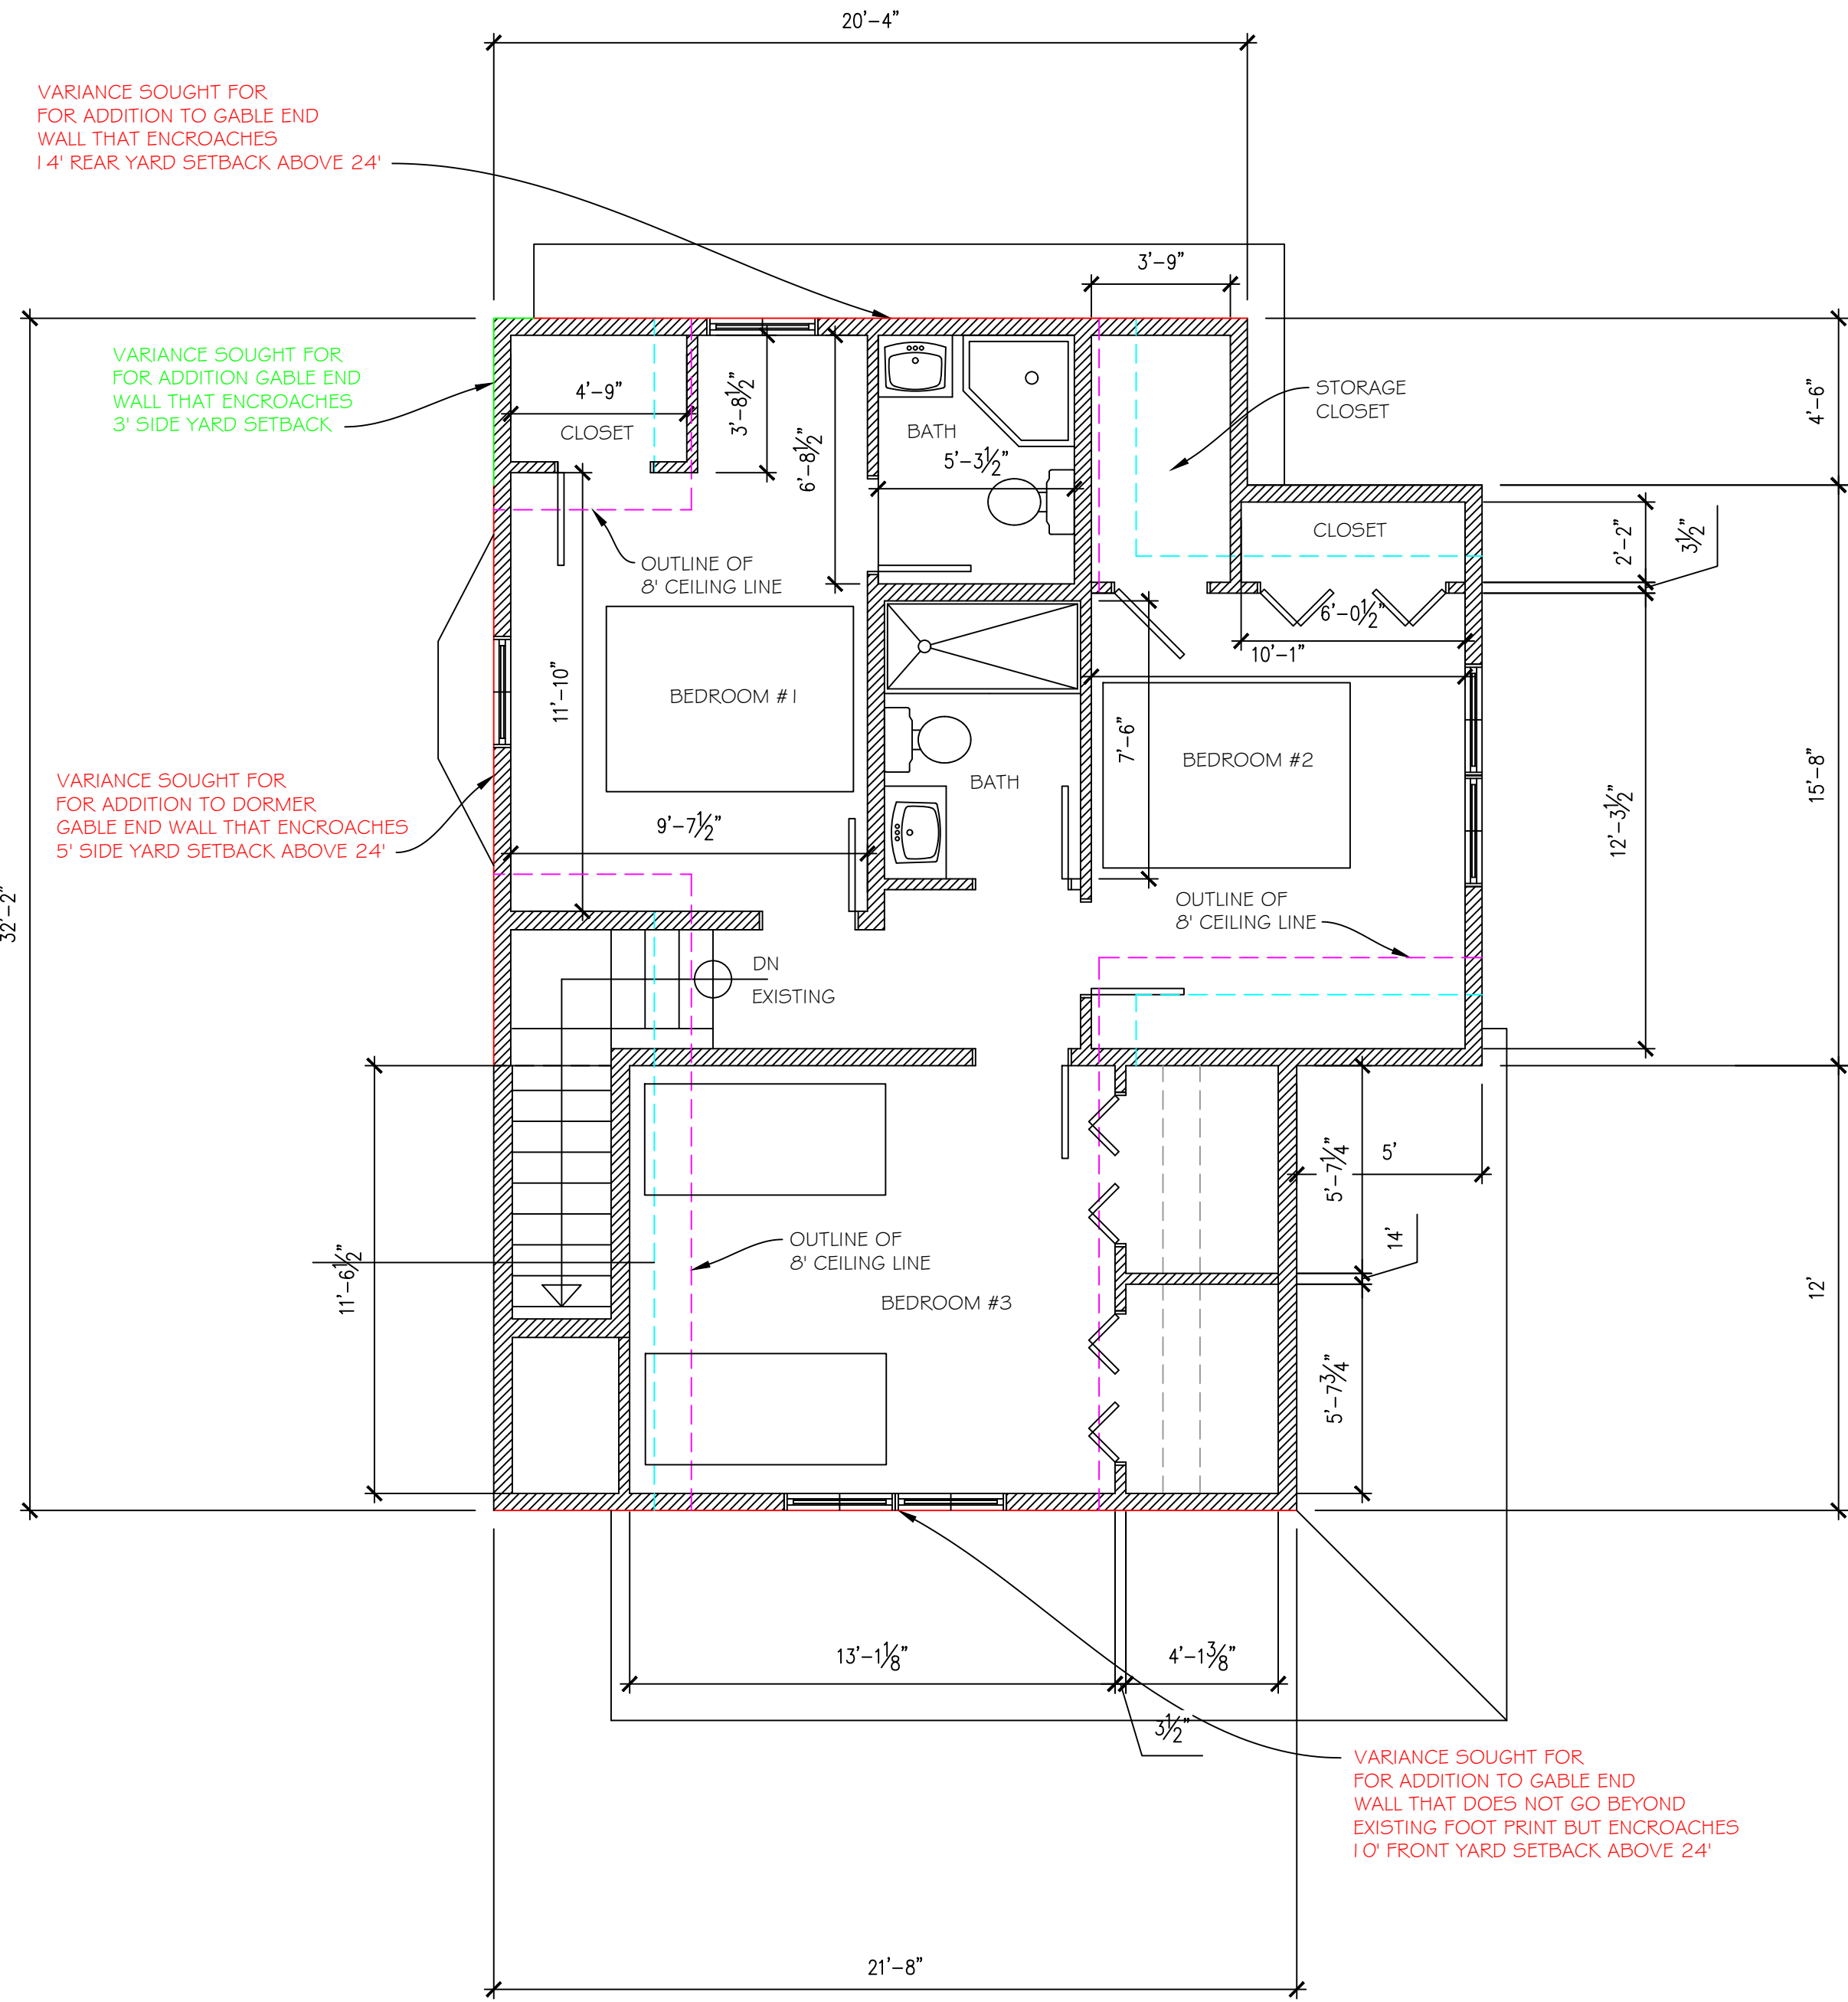 20'-4"
VARIANCE SOUGHT FOR
FOR ADDITION TO GABLE END
WALL THAT ENCROACHES
14' REAR YARD SETBACK ABOVE 24'
3'-9"
VARIANCE SOUGHT FOR
FOR ADDITION GABLE END
WALL THAT ENCROACHES
3' SIDE YARD SETBACK
4'-9"
CLOSET
3'-8½"
6'-8½"
BATH
5'-3½"
STORAGE
CLOSET
4'-6"
CLOSET
2'-2"
3½"
OUTLINE OF
8' CEILING LINE
6'-0½"
10'-1"
11'-10"
BEDROOM #1
7'-6"
BEDROOM #2
BATH
12'-3½"
15'-8"
VARIANCE SOUGHT FOR
FOR ADDITION TO DORMER
GABLE END WALL THAT ENCROACHES
5' SIDE YARD SETBACK ABOVE 24'
9'-7½"
32'-2"
OUTLINE OF
8' CEILING LINE
DN
EXISTING
5'-7¼"
5'
14'
11'-6½"
OUTLINE OF
8' CEILING LINE
BEDROOM #3
12'
5'-7¾"
13'-1⅛"
4'-1⅜"
3½"
VARIANCE SOUGHT FOR
FOR ADDITION TO GABLE END
WALL THAT DOES NOT GO BEYOND
EXISTING FOOT PRINT BUT ENCROACHES
10' FRONT YARD SETBACK ABOVE 24'
21'-8"